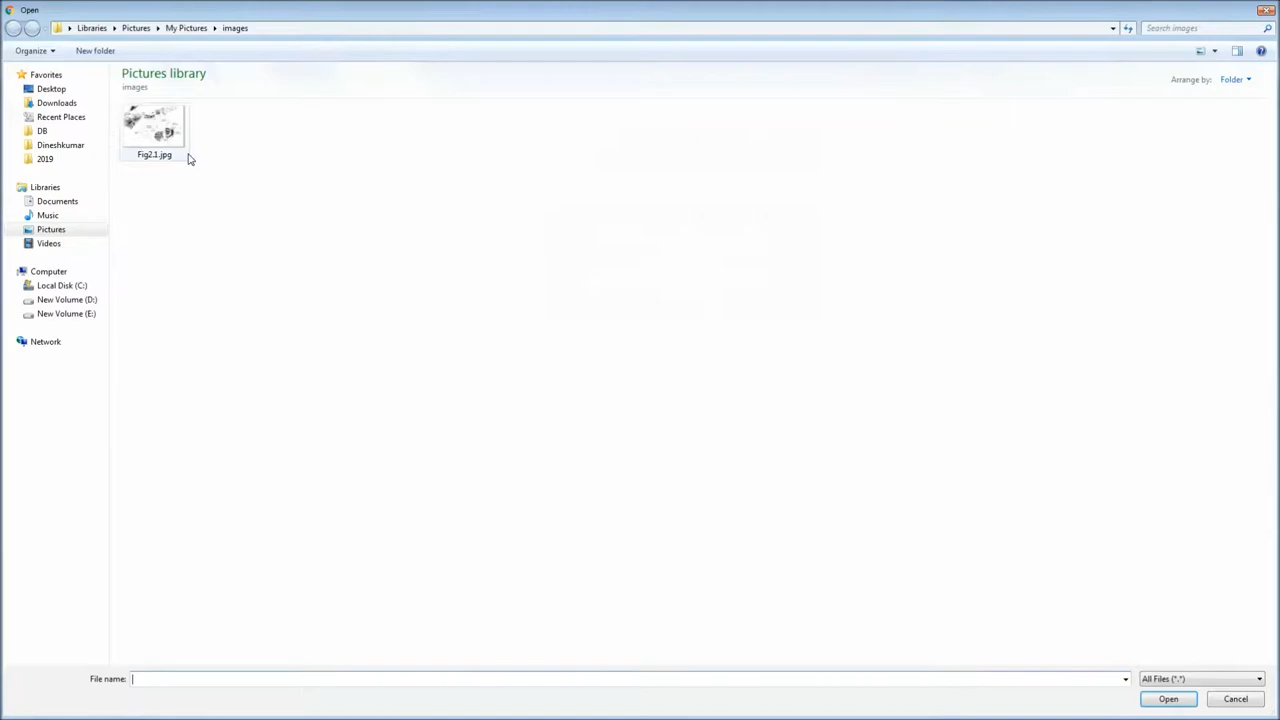 Open
Libraries Pictures My Pictures images
Search images
Organize New folder
Favorites
Desktop
Downloads
Recent Places
DB
Dineshkumar
2019
Libraries
Documents
Music
Pictures
Videos
Computer
Local Disk (C:)
New Volume (D:)
New Volume (E:)
Network
Pictures library
images
Arrange by: Folder
Fig2.1.jpg
File name:
All Files (*.*)
Open Cancel